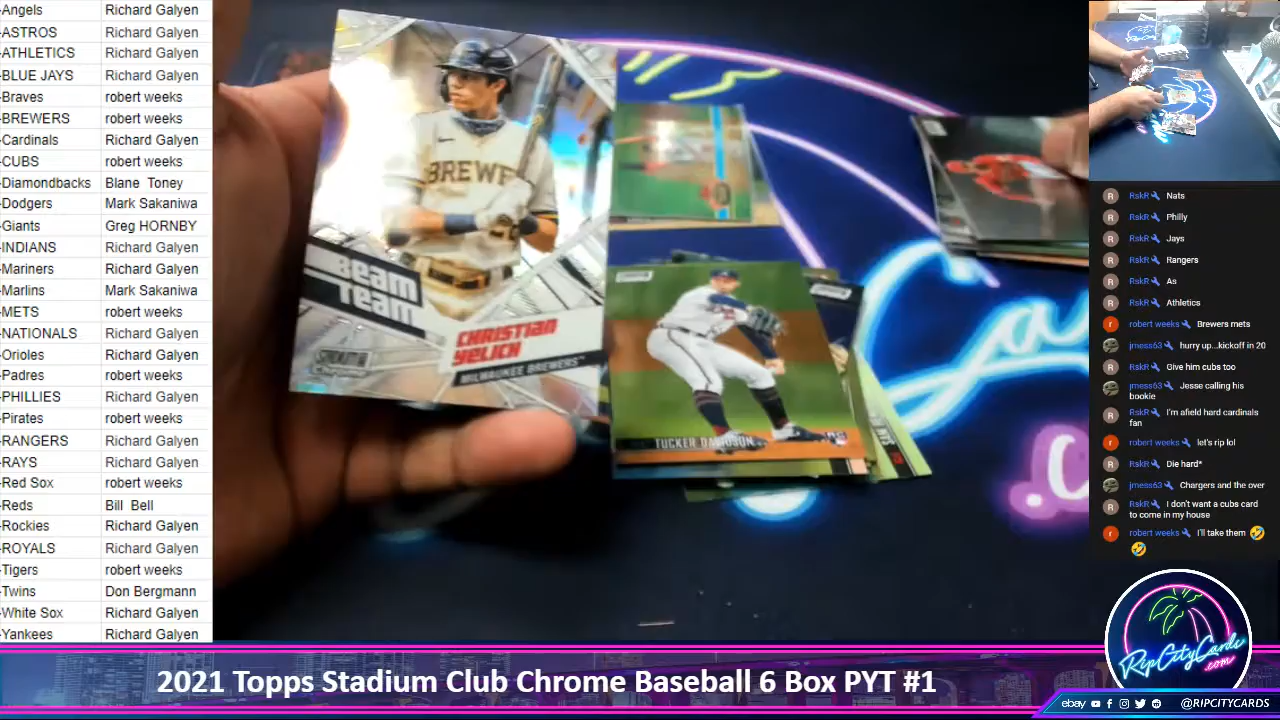 -Angels Richard Galyen
-ASTROS Richard Galyen
-ATHLETICS Richard Galyen
-BLUE JAYS Richard Galyen
-Braves robert weeks
-BREWERS robert weeks
-Cardinals Richard Galyen
-CUBS robert weeks
-Diamondbacks Blane Toney
-Dodgers Mark Sakaniwa
-Giants Greg HORNBY
-INDIANS Richard Galyen
-Mariners Richard Galyen
-Marlins Mark Sakaniwa
-METS robert weeks
-NATIONALS Richard Galyen
-Orioles Richard Galyen
-Padres robert weeks
-PHILLIES Richard Galyen
-Pirates robert weeks
-RANGERS Richard Galyen
-RAYS Richard Galyen
-Red Sox robert weeks
-Reds Bill Bell
-Rockies Richard Galyen
-ROYALS Richard Galyen
-Tigers robert weeks
-Twins Don Bergmann
-White Sox Richard Galyen
-Yankees Richard Galyen
BREWE
BEAM
TEAM
STADIUM
CHROME
CHRISTIAN
YELICH
MILWAUKEE BREWERS™
TUCKER DAVIDSON
R RskR Nats
R RskR Philly
R RskR Jays
R RskR Rangers
R RskR As
R RskR Athletics
r robert weeks Brewers mets
jmess63 hurry up...kickoff in 20
R RskR Give him cubs too
jmess63 Jesse calling his
bookie
R RskR I'm afield hard cardinals
fan
r robert weeks let's rip lol
R RskR Die hard*
jmess63 Chargers and the over
R RskR I don't want a cubs card
to come in my house
r robert weeks I'll take them 🤣
🤣
RipCityCards
.com
2021 Topps Stadium Club Chrome Baseball 6 Box PYT #1
ebay @RIPCITYCARDS